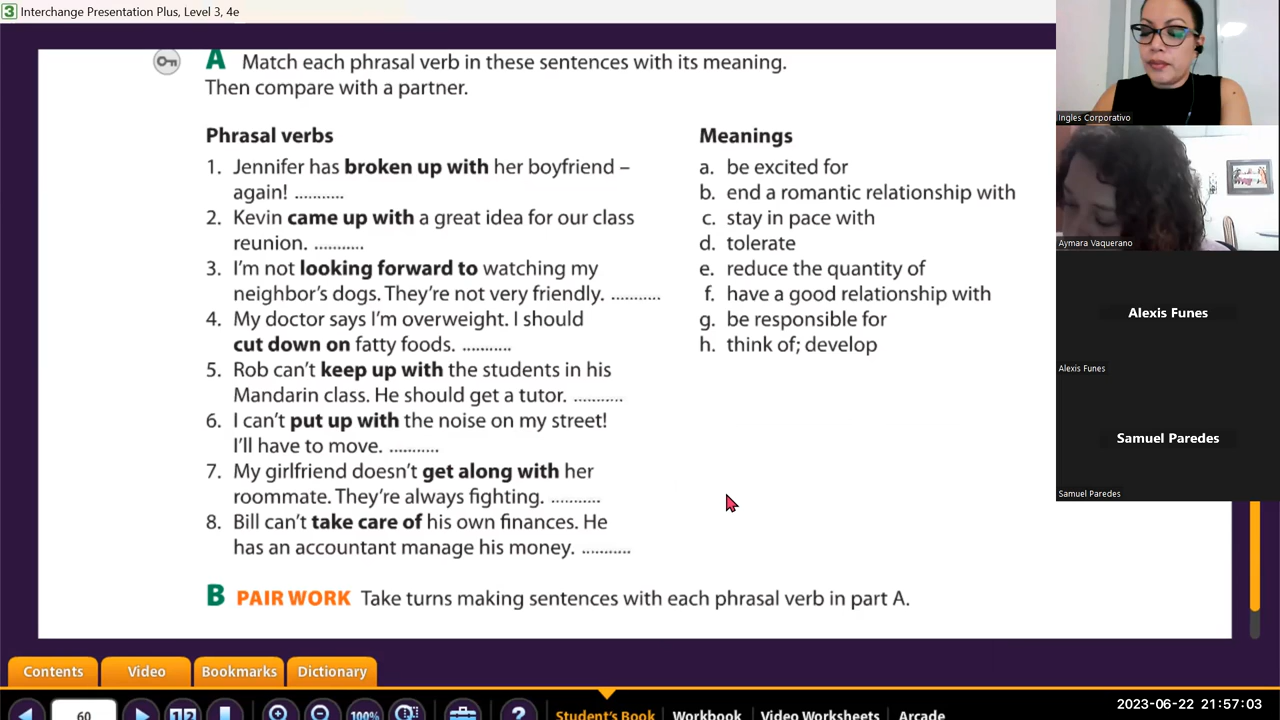 3 Interchange Presentation Plus, Level 3, 4e
A Match each phrasal verb in these sentences with its meaning.
Then compare with a partner.
Phrasal verbs
1. Jennifer has broken up with her boyfriend –
again! ...........
2. Kevin came up with a great idea for our class
reunion. ...........
3. I'm not looking forward to watching my
neighbor's dogs. They're not very friendly. ...........
4. My doctor says I'm overweight. I should
cut down on fatty foods. ...........
5. Rob can't keep up with the students in his
Mandarin class. He should get a tutor. ...........
6. I can't put up with the noise on my street!
I'll have to move. ...........
7. My girlfriend doesn't get along with her
roommate. They're always fighting. ...........
8. Bill can't take care of his own finances. He
has an accountant manage his money. ...........
Meanings
a. be excited for
b. end a romantic relationship with
c. stay in pace with
d. tolerate
e. reduce the quantity of
f. have a good relationship with
g. be responsible for
h. think of; develop
B PAIR WORK Take turns making sentences with each phrasal verb in part A.
Ingles Corporativo
Aymara Vaquerano
Alexis Funes
Alexis Funes
Samuel Paredes
Samuel Paredes
Contents Video Bookmarks Dictionary
60 1 2 100% ? Student's Book Workbook Video Worksheets Arcade
2023-06-22 21:57:03